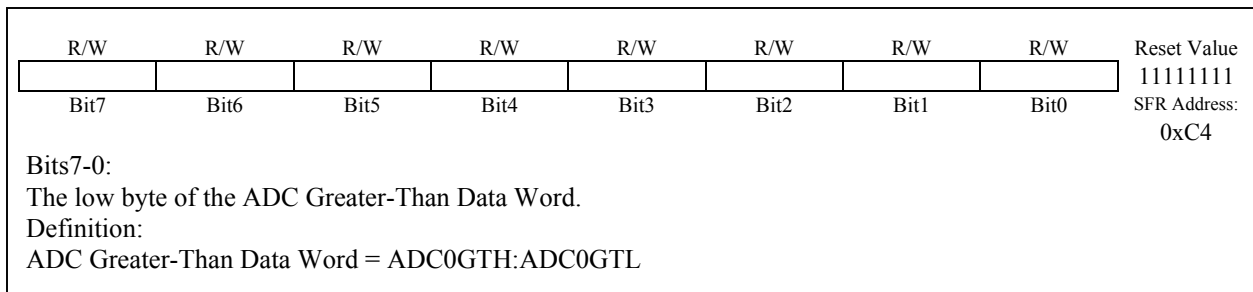 R/W R/W R/W R/W R/W R/W R/W R/W Reset Value
11111111
Bit7 Bit6 Bit5 Bit4 Bit3 Bit2 Bit1 Bit0 SFR Address:
0xC4
Bits7-0:
The low byte of the ADC Greater-Than Data Word.
Definition:
ADC Greater-Than Data Word = ADC0GTH:ADC0GTL